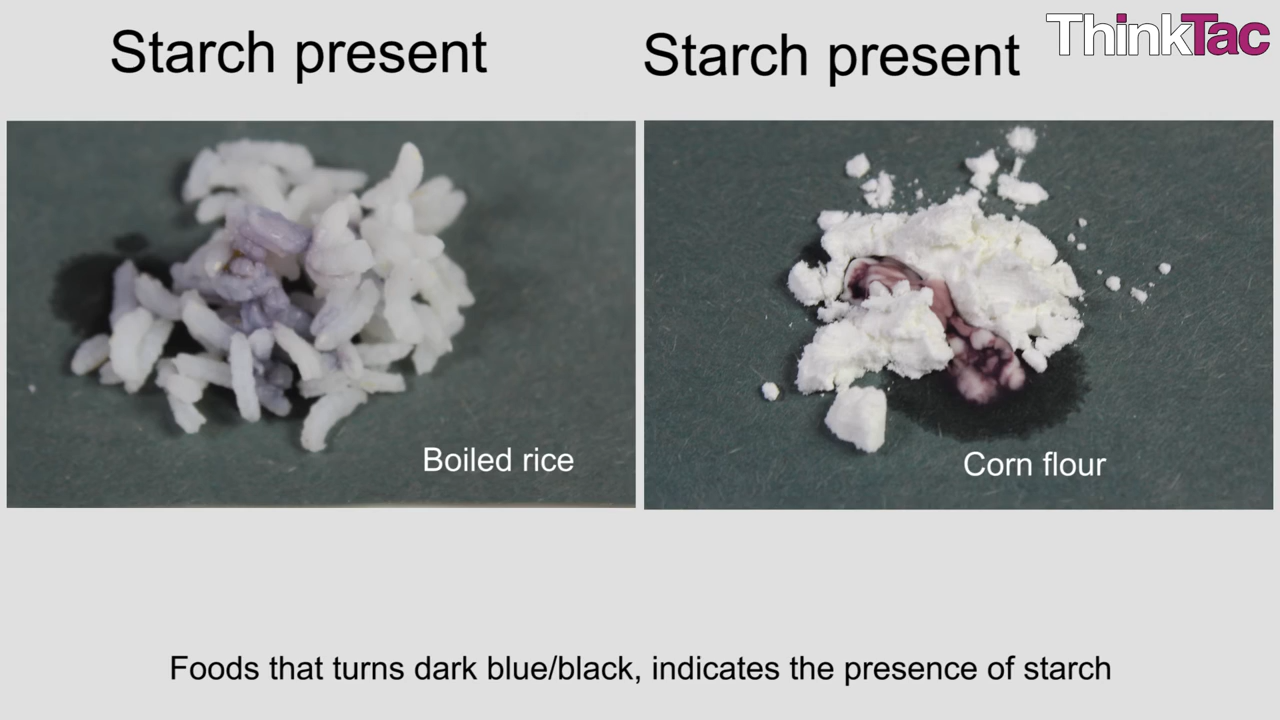 Starch present
Starch present
ThinkTac
Boiled rice
Corn flour
Foods that turns dark blue/black, indicates the presence of starch